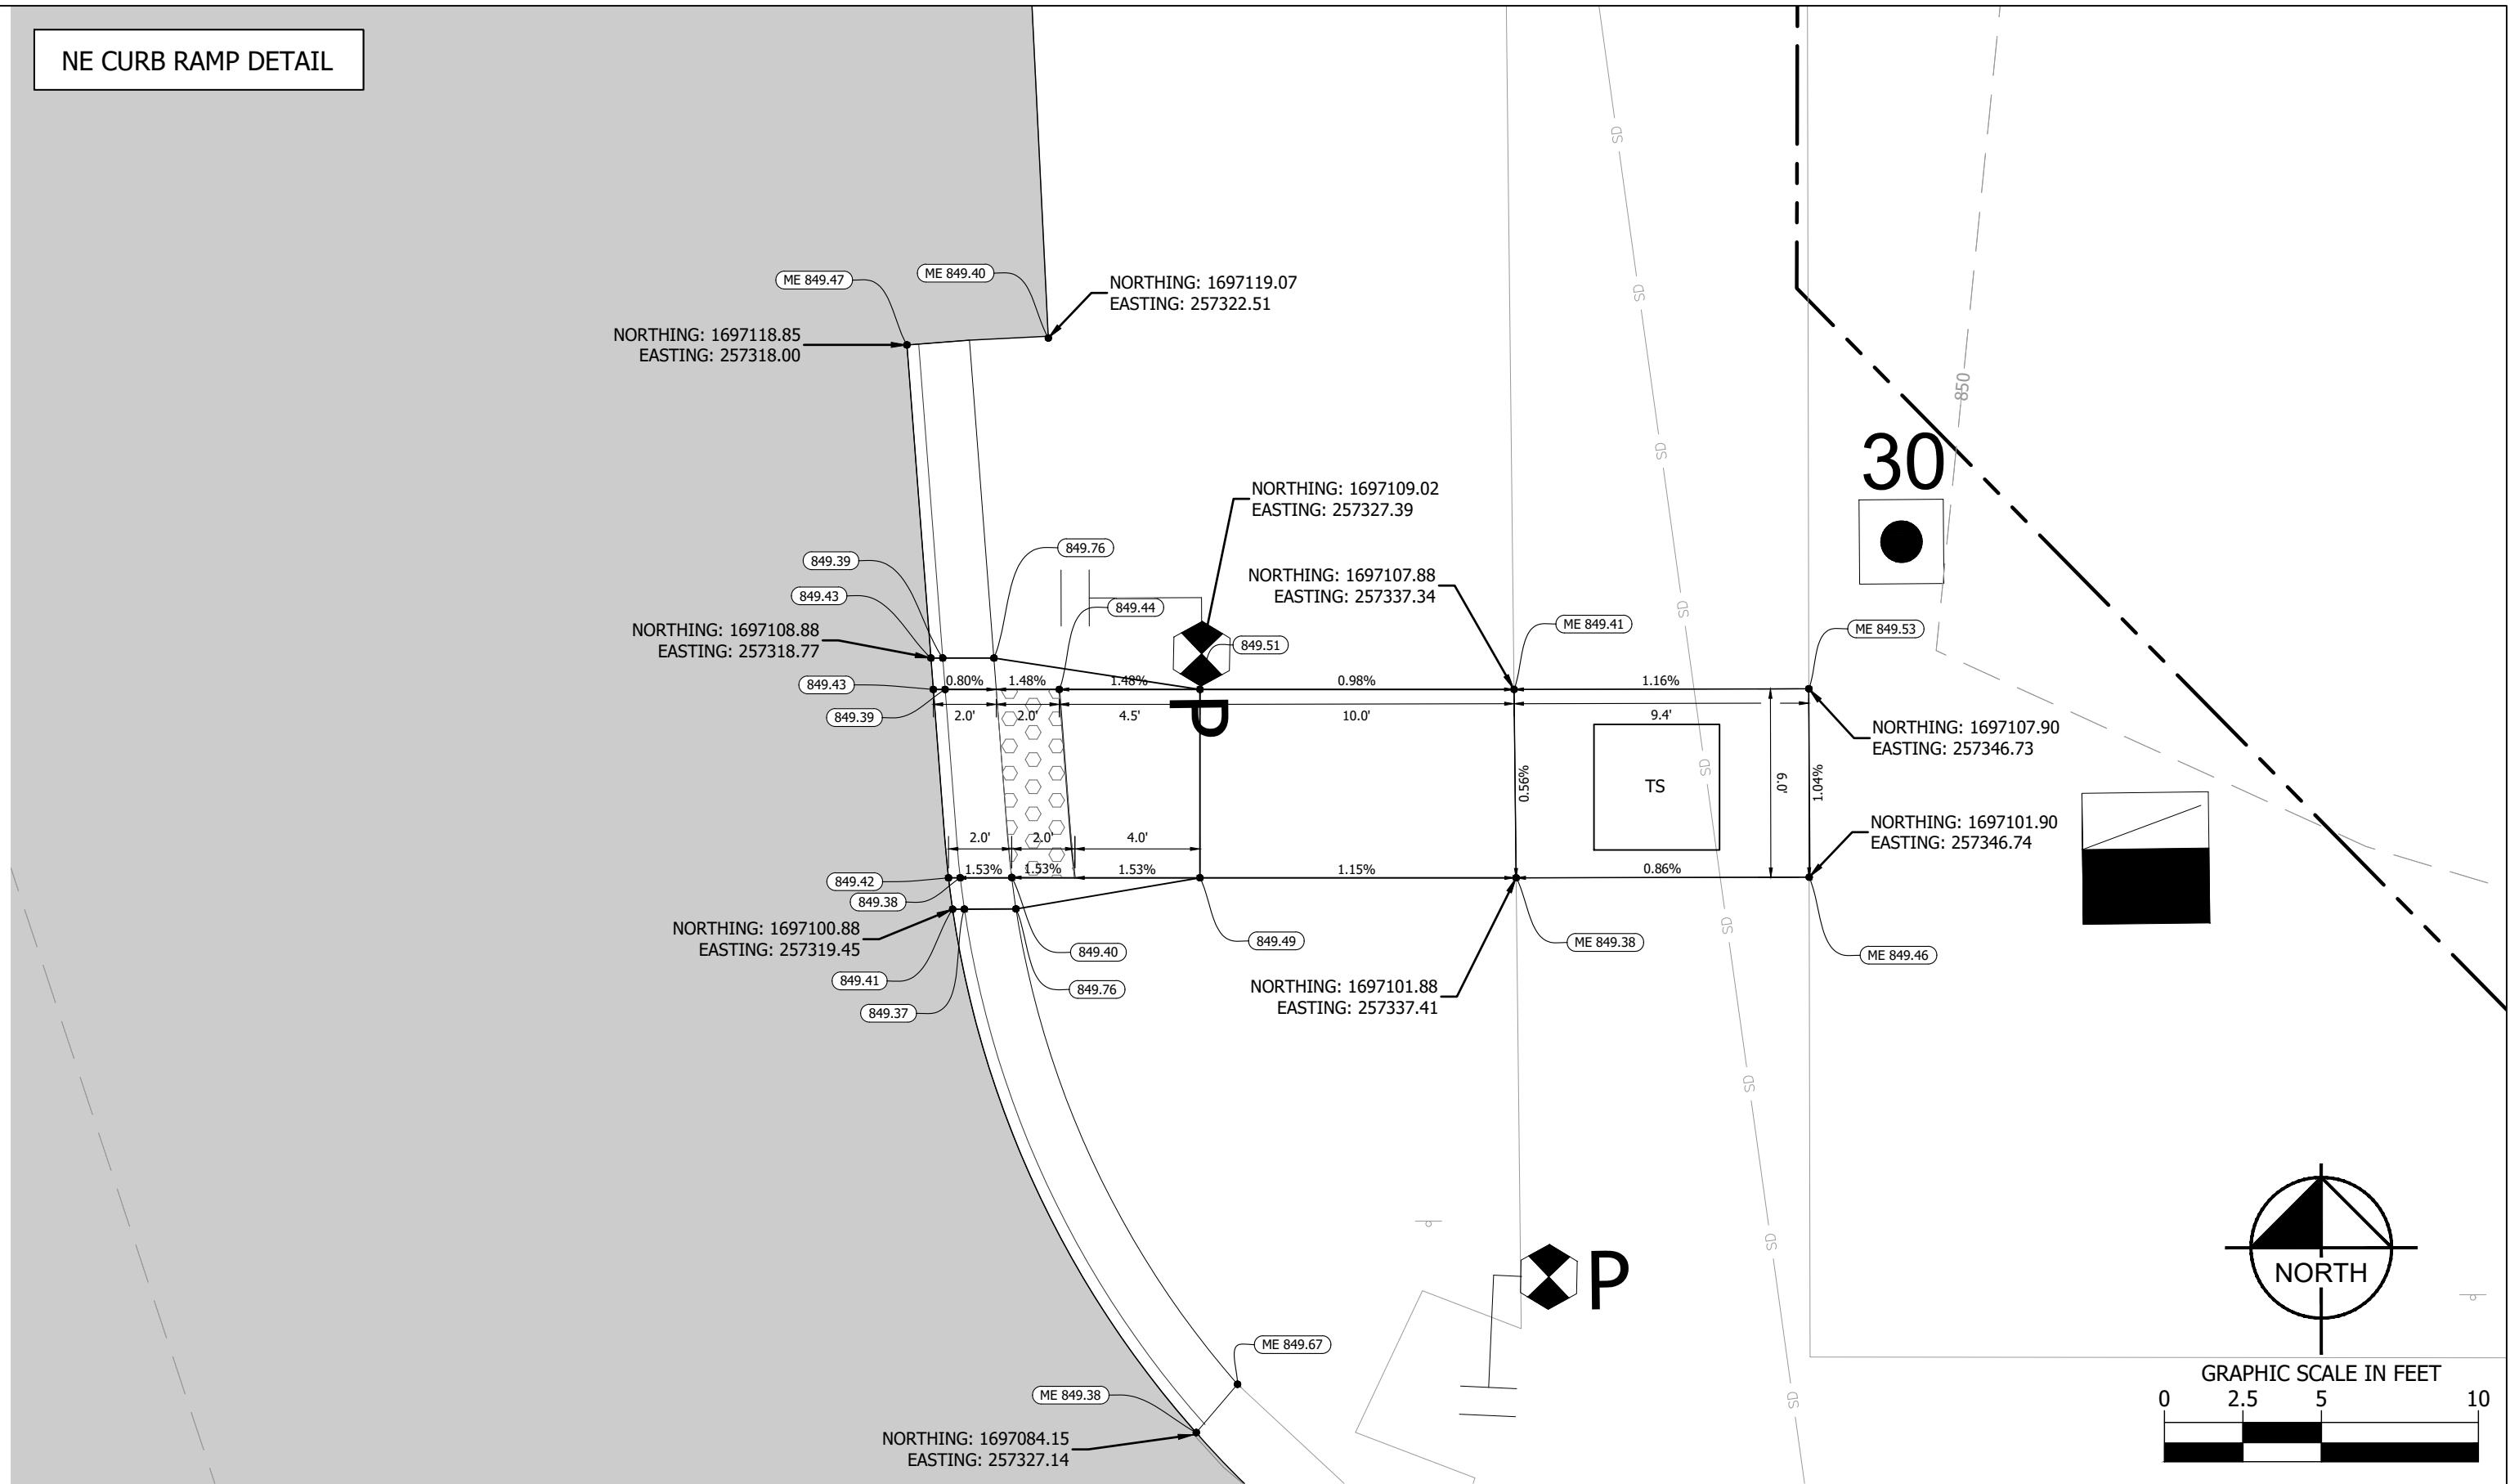 NE CURB RAMP DETAIL
SD
SD
ME 849.40
ME 849.47
NORTHING: 1697119.07
EASTING: 257322.51
SD
NORTHING: 1697118.85
EASTING: 257318.00
850
SD
30
NORTHING: 1697109.02
EASTING: 257327.39
849.76
849.39
NORTHING: 1697107.88
EASTING: 257337.34
849.43
849.44
SD
ME 849.41
ME 849.53
NORTHING: 1697108.88
EASTING: 257318.77
849.51
849.43
0.80%
1.48%
1.48%
0.98%
1.16%
849.39
2.0'
2.0'
4.5'
P
10.0'
9.4'
NORTHING: 1697107.90
EASTING: 257346.73
SD
0.56%
TS
6.0'
1.04%
NORTHING: 1697101.90
EASTING: 257346.74
2.0'
2.0'
4.0'
1.53%
1.53%
1.53%
1.15%
0.86%
849.42
849.38
NORTHING: 1697100.88
EASTING: 257319.45
849.49
ME 849.38
SD
849.40
ME 849.46
849.41
849.76
NORTHING: 1697101.88
EASTING: 257337.41
849.37
SD
SD
P
NORTH
ME 849.67
GRAPHIC SCALE IN FEET
0 2.5 5 10
ME 849.38
SD
NORTHING: 1697084.15
EASTING: 257327.14